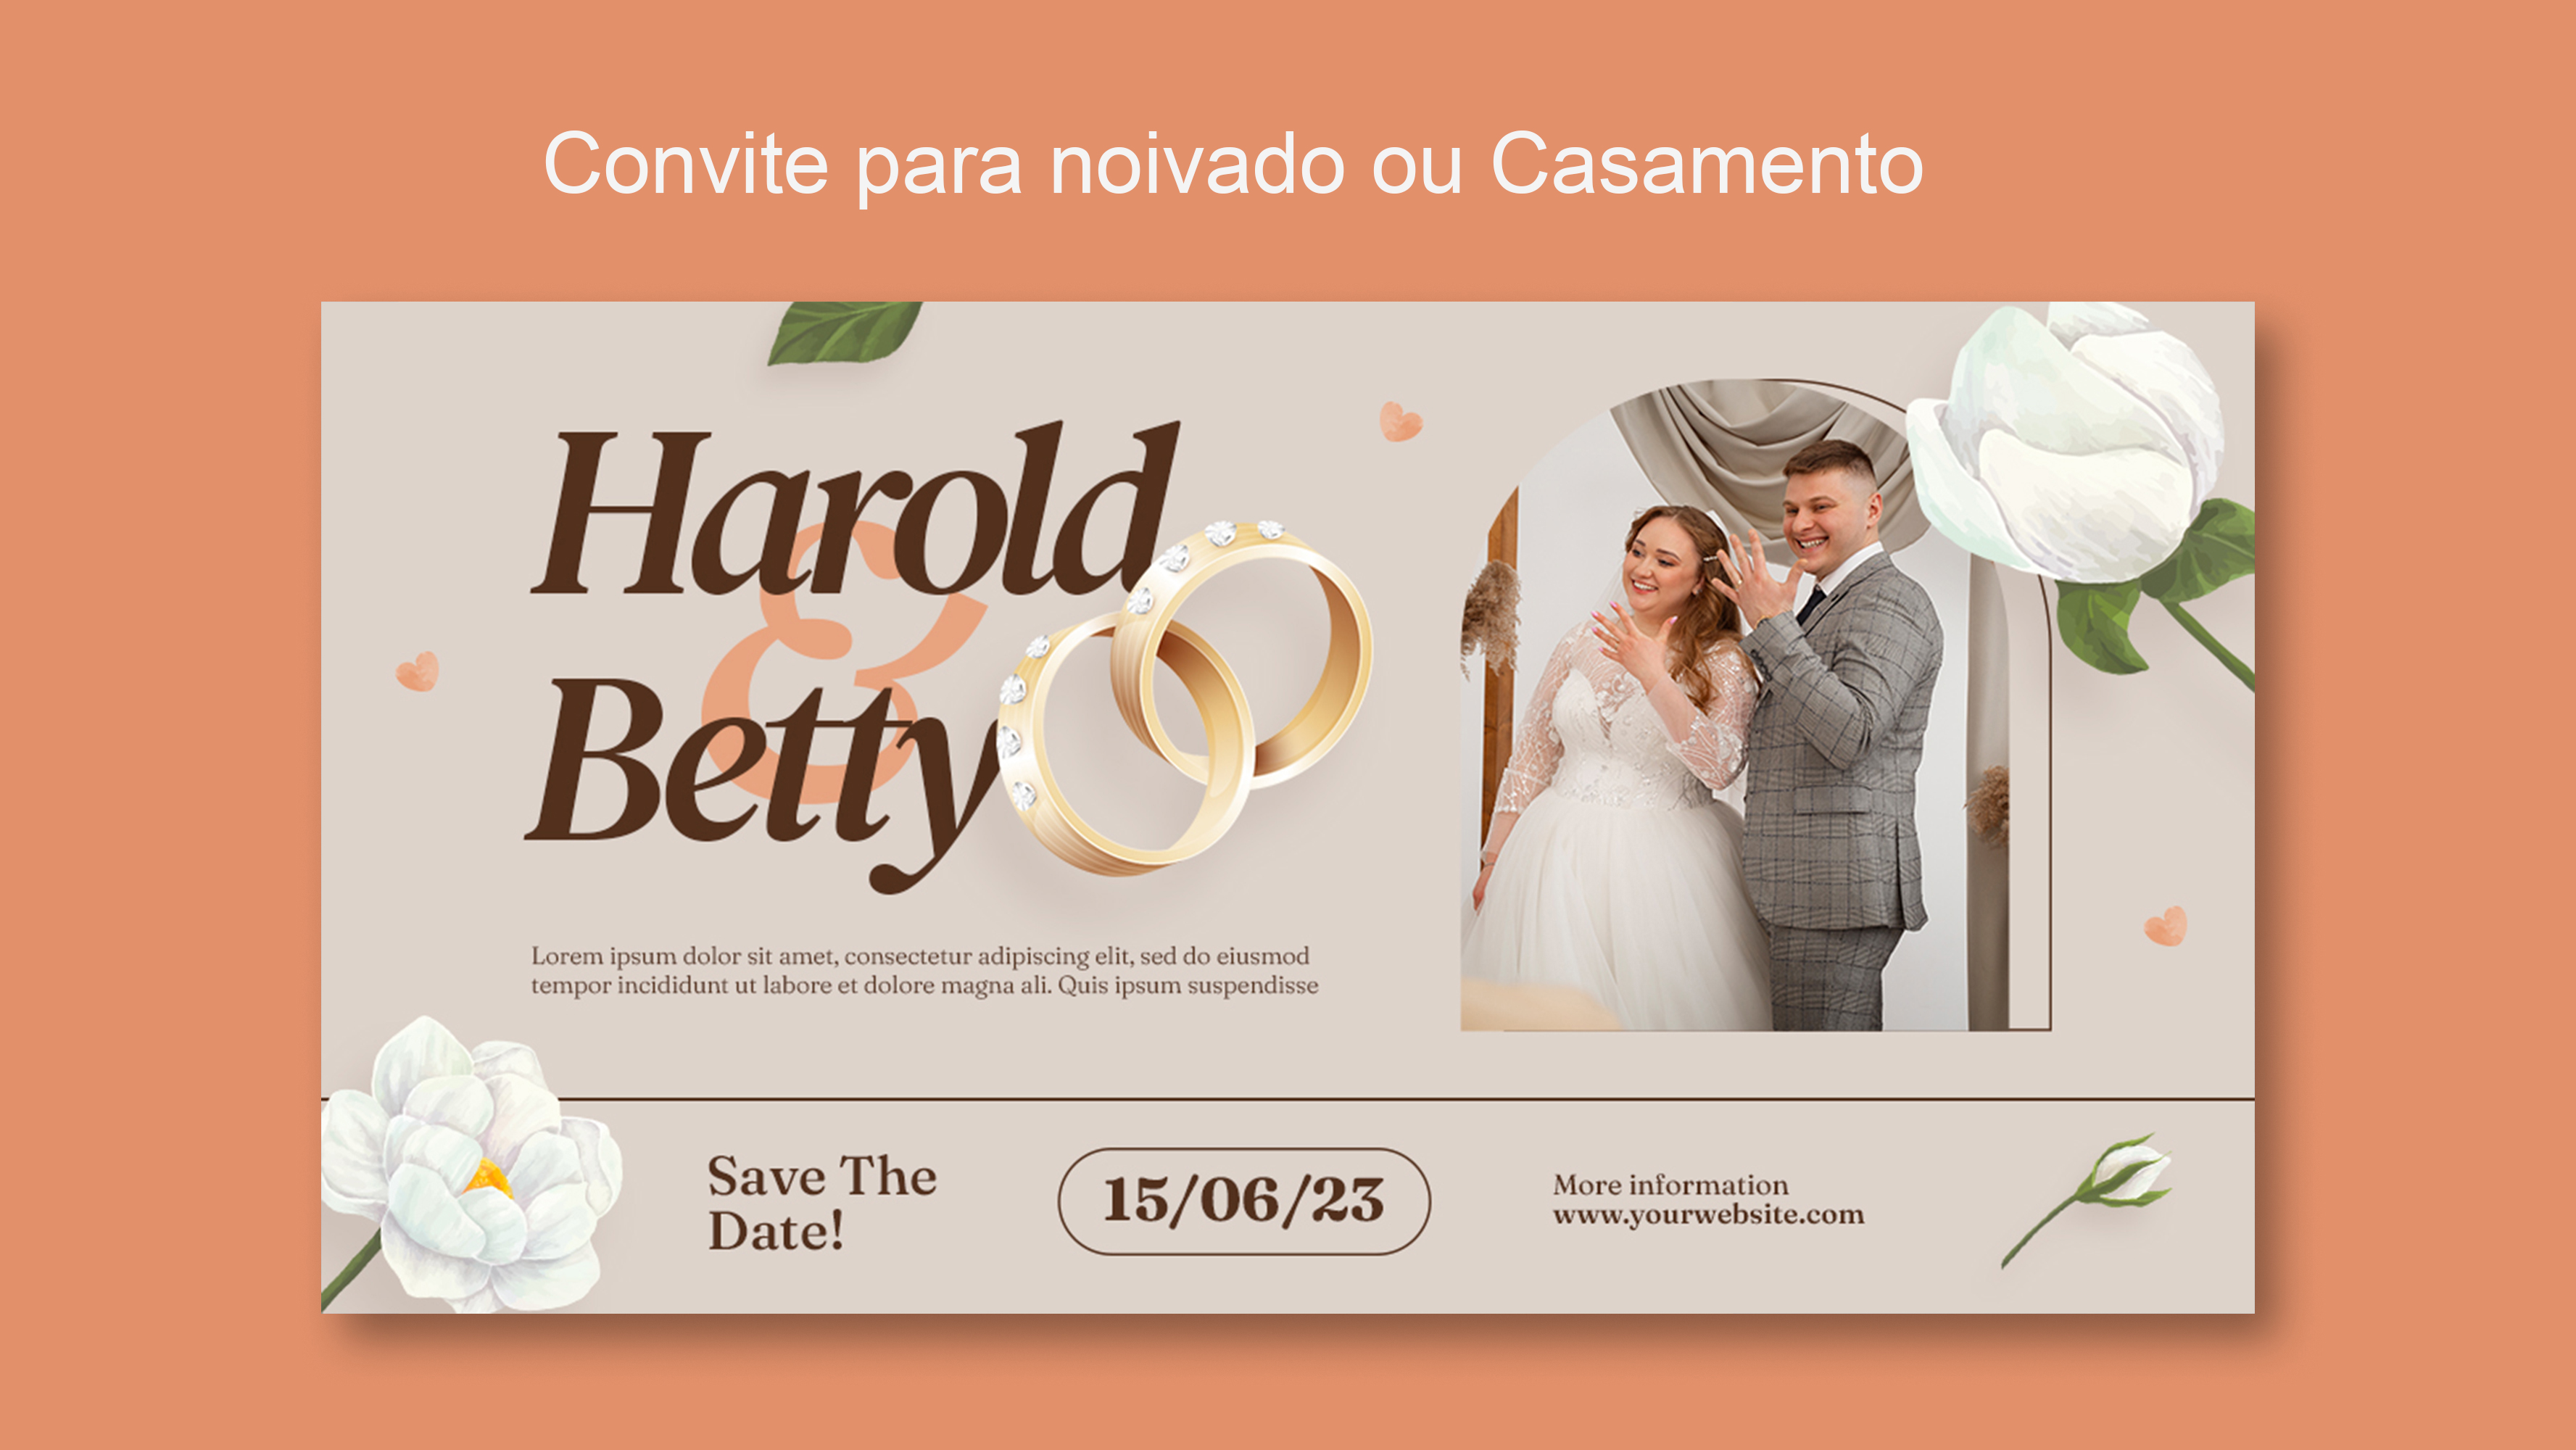 Convite para noivado ou Casamento
Harold
&
Betty
Lorem ipsum dolor sit amet, consectetur adipiscing elit, sed do eiusmod
tempor incididunt ut labore et dolore magna ali. Quis ipsum suspendisse
Save The
Date!
15/06/23
More information
www.yourwebsite.com